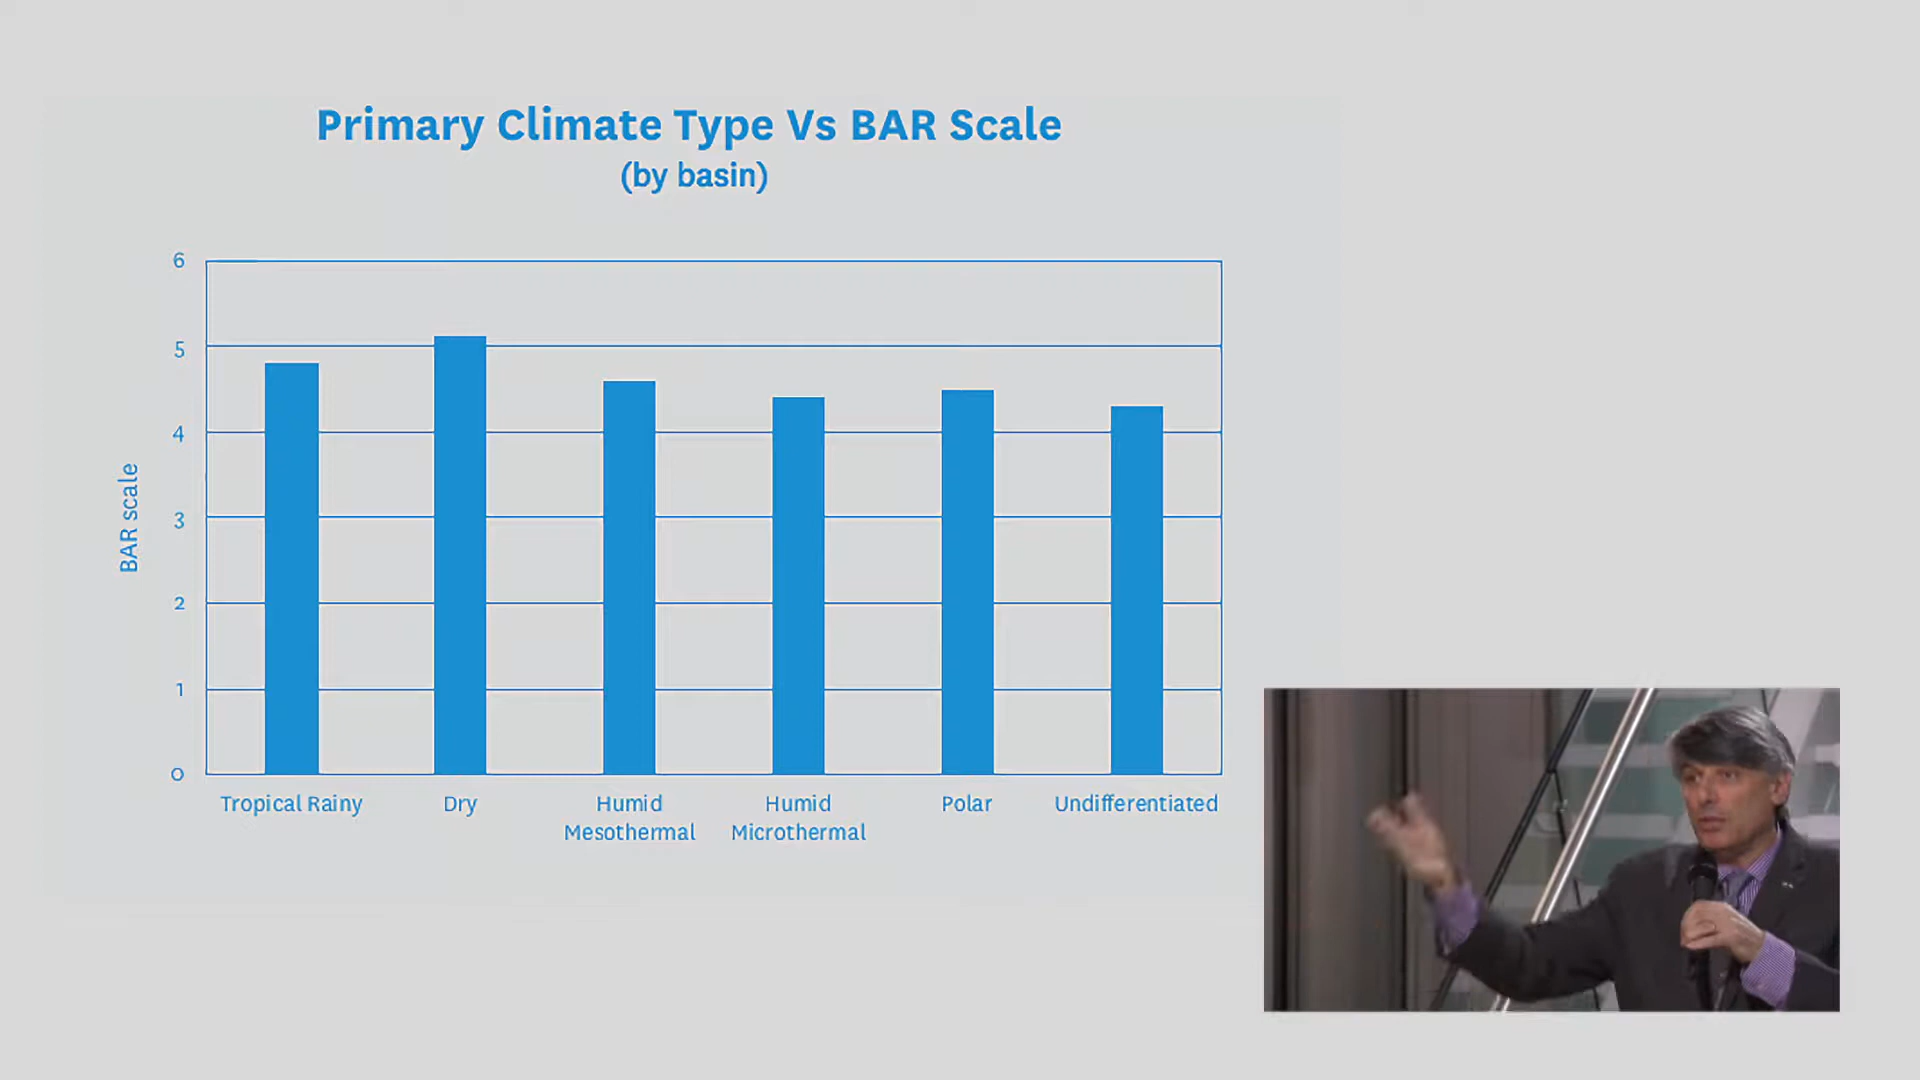 Primary Climate Type Vs BAR Scale
(by basin)
6
5
4
3
2
1
0
BAR scale
Tropical Rainy
Dry
Humid
Mesothermal
Humid
Microthermal
Polar
Undifferentiated